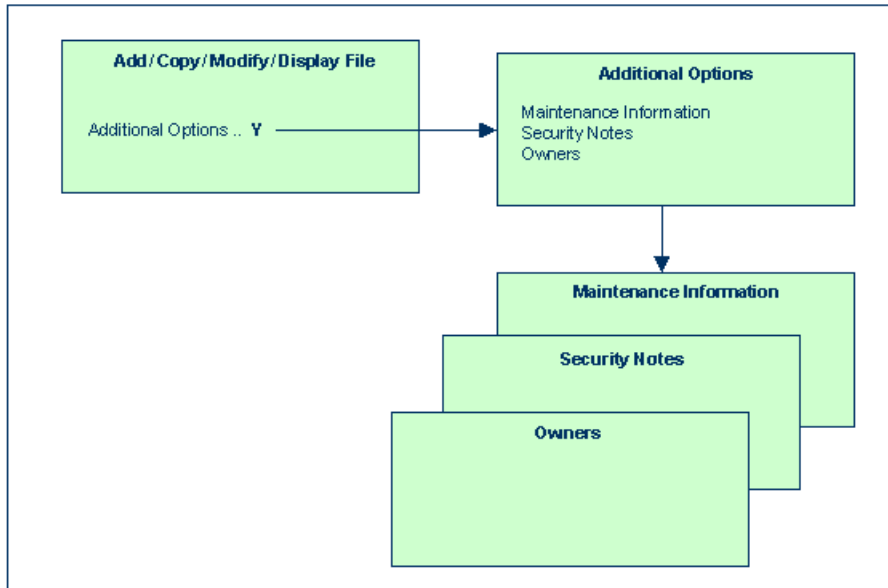 Add/Copy/Modify/Display File
Additional Options .. Y
Additional Options
Maintenance Information
Security Notes
Owners
Maintenance Information
Security Notes
Owners